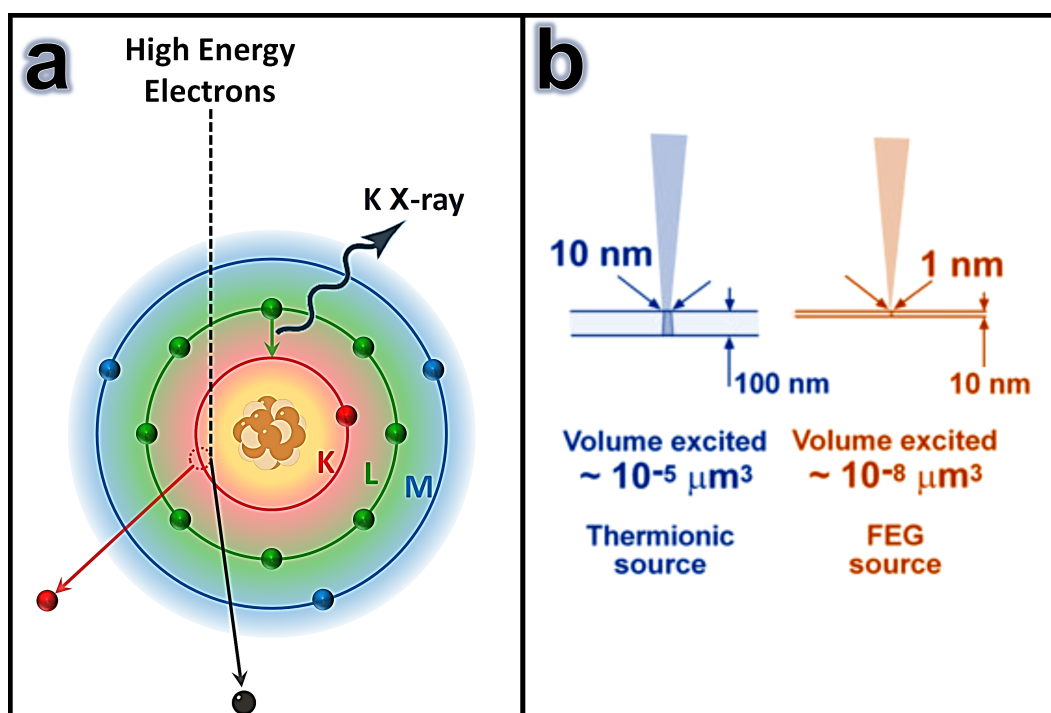 a
High Energy
Electrons
K X-ray
K
L
M
b
10 nm
1 nm
100 nm
10 nm
Volume excited
~ 10⁻⁵ μm³
Thermionic
source
Volume excited
~ 10⁻⁸ μm³
FEG
source